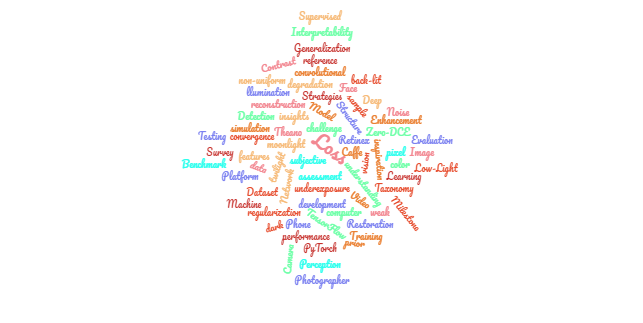 Supervised
Interpretability
Generalization
Contrast reference
convolutional
non-uniform degradation back-lit
Illumination Face
Strategies sample Deep
reconstruction Model Structure Noise
Detection insights Enhancement
simulation Theano challenge Zero-DCE
Testing convergence Retinex Evaluation
moonlight Loss inspiration
Survey features twilight subjective Caffe vision pixel Image
Benchmark data color Low-Light
Platform Network assessment understanding Learning
Dataset underexposure Taxonomy
Machine development Video Milestone
regularization TensorFlow computer weak
dark Phone Restoration
performance Training
PyTorch prior
Camera Perception
Photographer